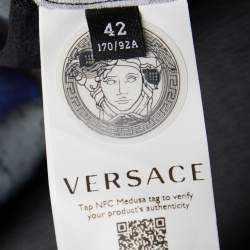 42
170/92A
VERSACE
Tap NFC Medusa tag to verify
your product's authenticity